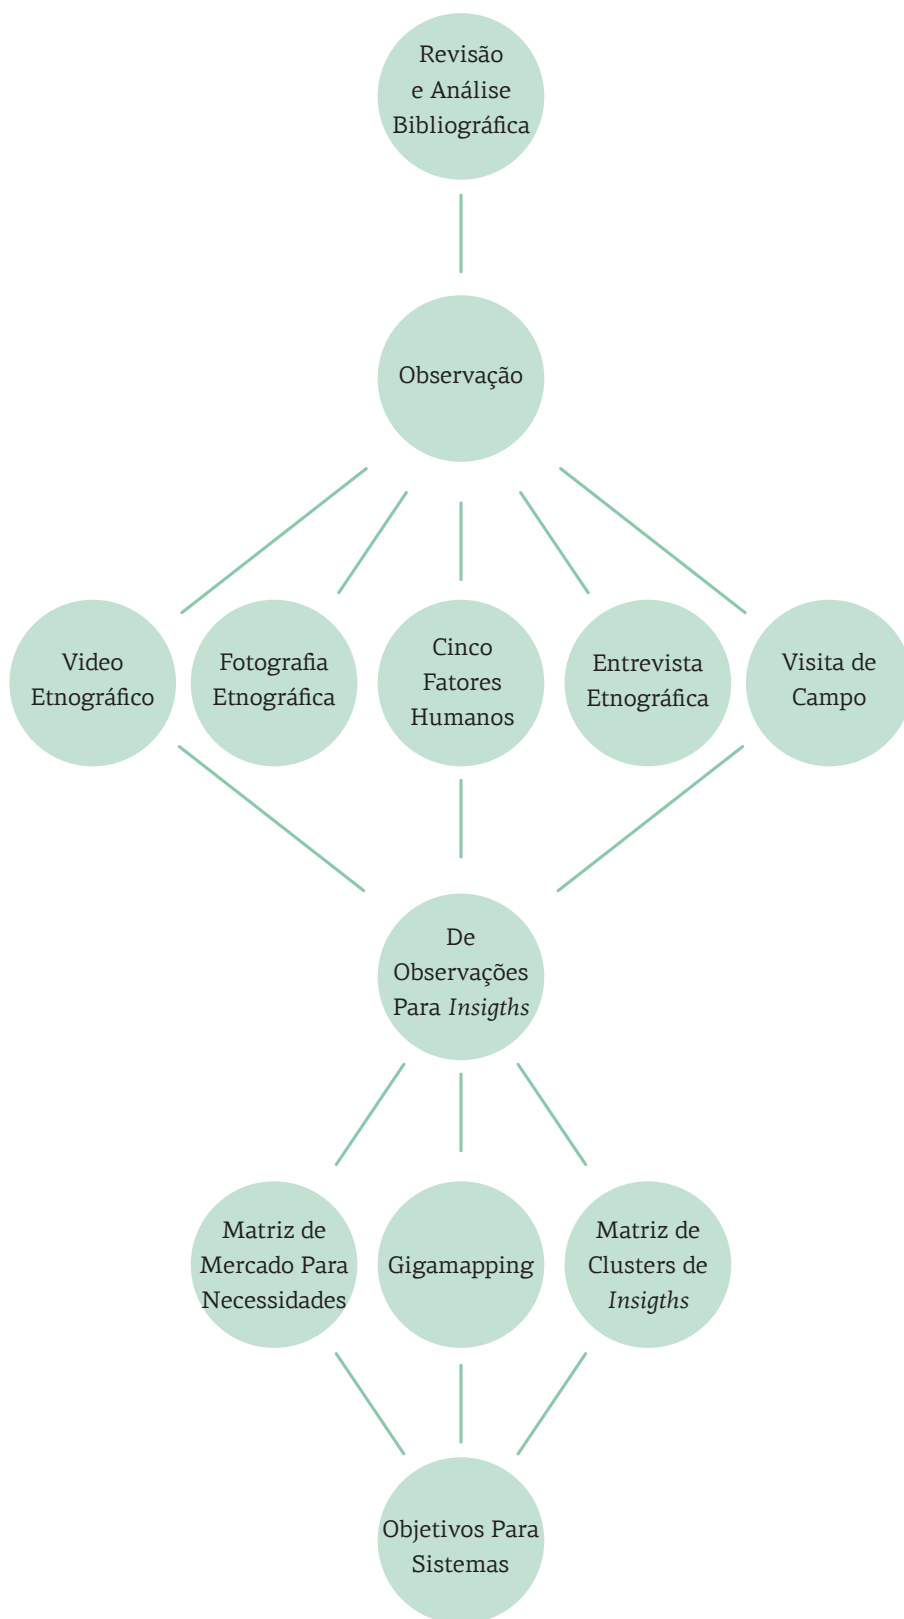 Revisão
e Análise
Bibliográfica
Observação
Video
Etnográfico
Fotografia
Etnográfica
Cinco
Fatores
Humanos
Entrevista
Etnográfica
Visita de
Campo
De
Observações
Para Insigths
Matriz de
Mercado Para
Necessidades
Gigamapping
Matriz de
Clusters de
Insigths
Objetivos Para
Sistemas